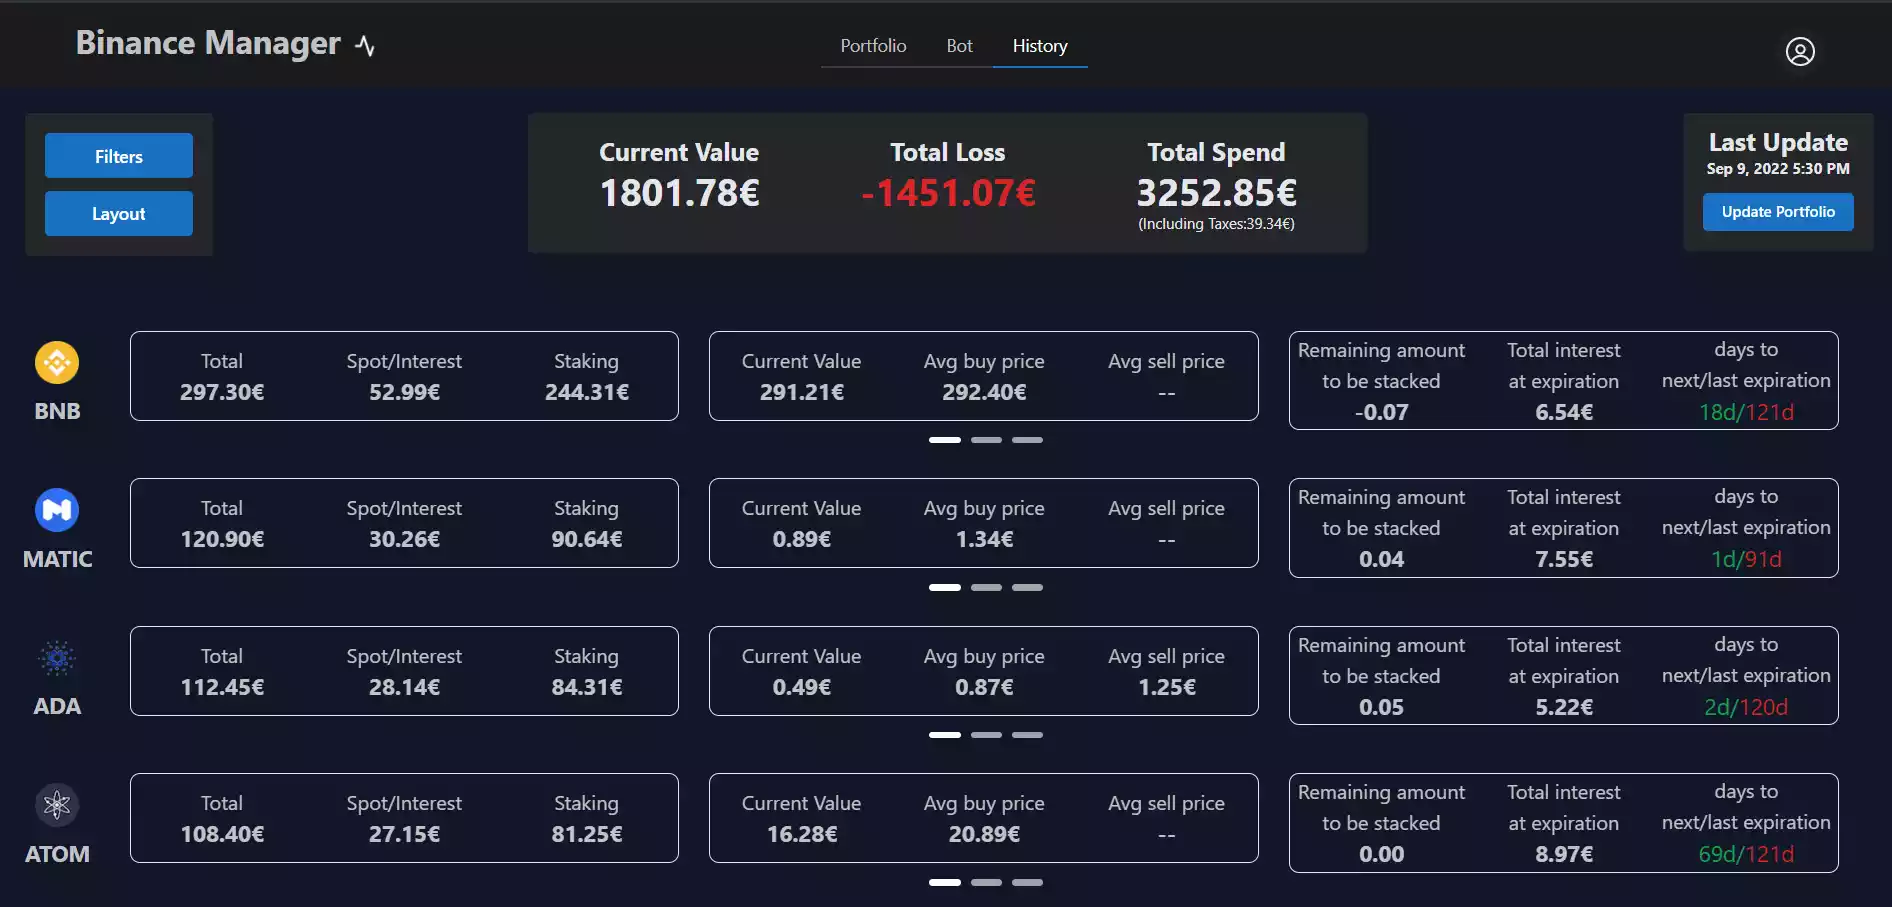 Binance Manager
Portfolio Bot History
Filters
Layout
Current Value Total Loss Total Spend
1801.78€ -1451.07€ 3252.85€
(Including Taxes:39.34€)
Last Update
Sep 9, 2022 5:30 PM
Update Portfolio
BNB
Total Spot/Interest Staking
297.30€ 52.99€ 244.31€
Current Value Avg buy price Avg sell price
291.21€ 292.40€ --
Remaining amount Total interest days to
to be stacked at expiration next/last expiration
-0.07 6.54€ 18d/121d
MATIC
Total Spot/Interest Staking
120.90€ 30.26€ 90.64€
Current Value Avg buy price Avg sell price
0.89€ 1.34€ --
Remaining amount Total interest days to
to be stacked at expiration next/last expiration
0.04 7.55€ 1d/91d
ADA
Total Spot/Interest Staking
112.45€ 28.14€ 84.31€
Current Value Avg buy price Avg sell price
0.49€ 0.87€ 1.25€
Remaining amount Total interest days to
to be stacked at expiration next/last expiration
0.05 5.22€ 2d/120d
ATOM
Total Spot/Interest Staking
108.40€ 27.15€ 81.25€
Current Value Avg buy price Avg sell price
16.28€ 20.89€ --
Remaining amount Total interest days to
to be stacked at expiration next/last expiration
0.00 8.97€ 69d/121d